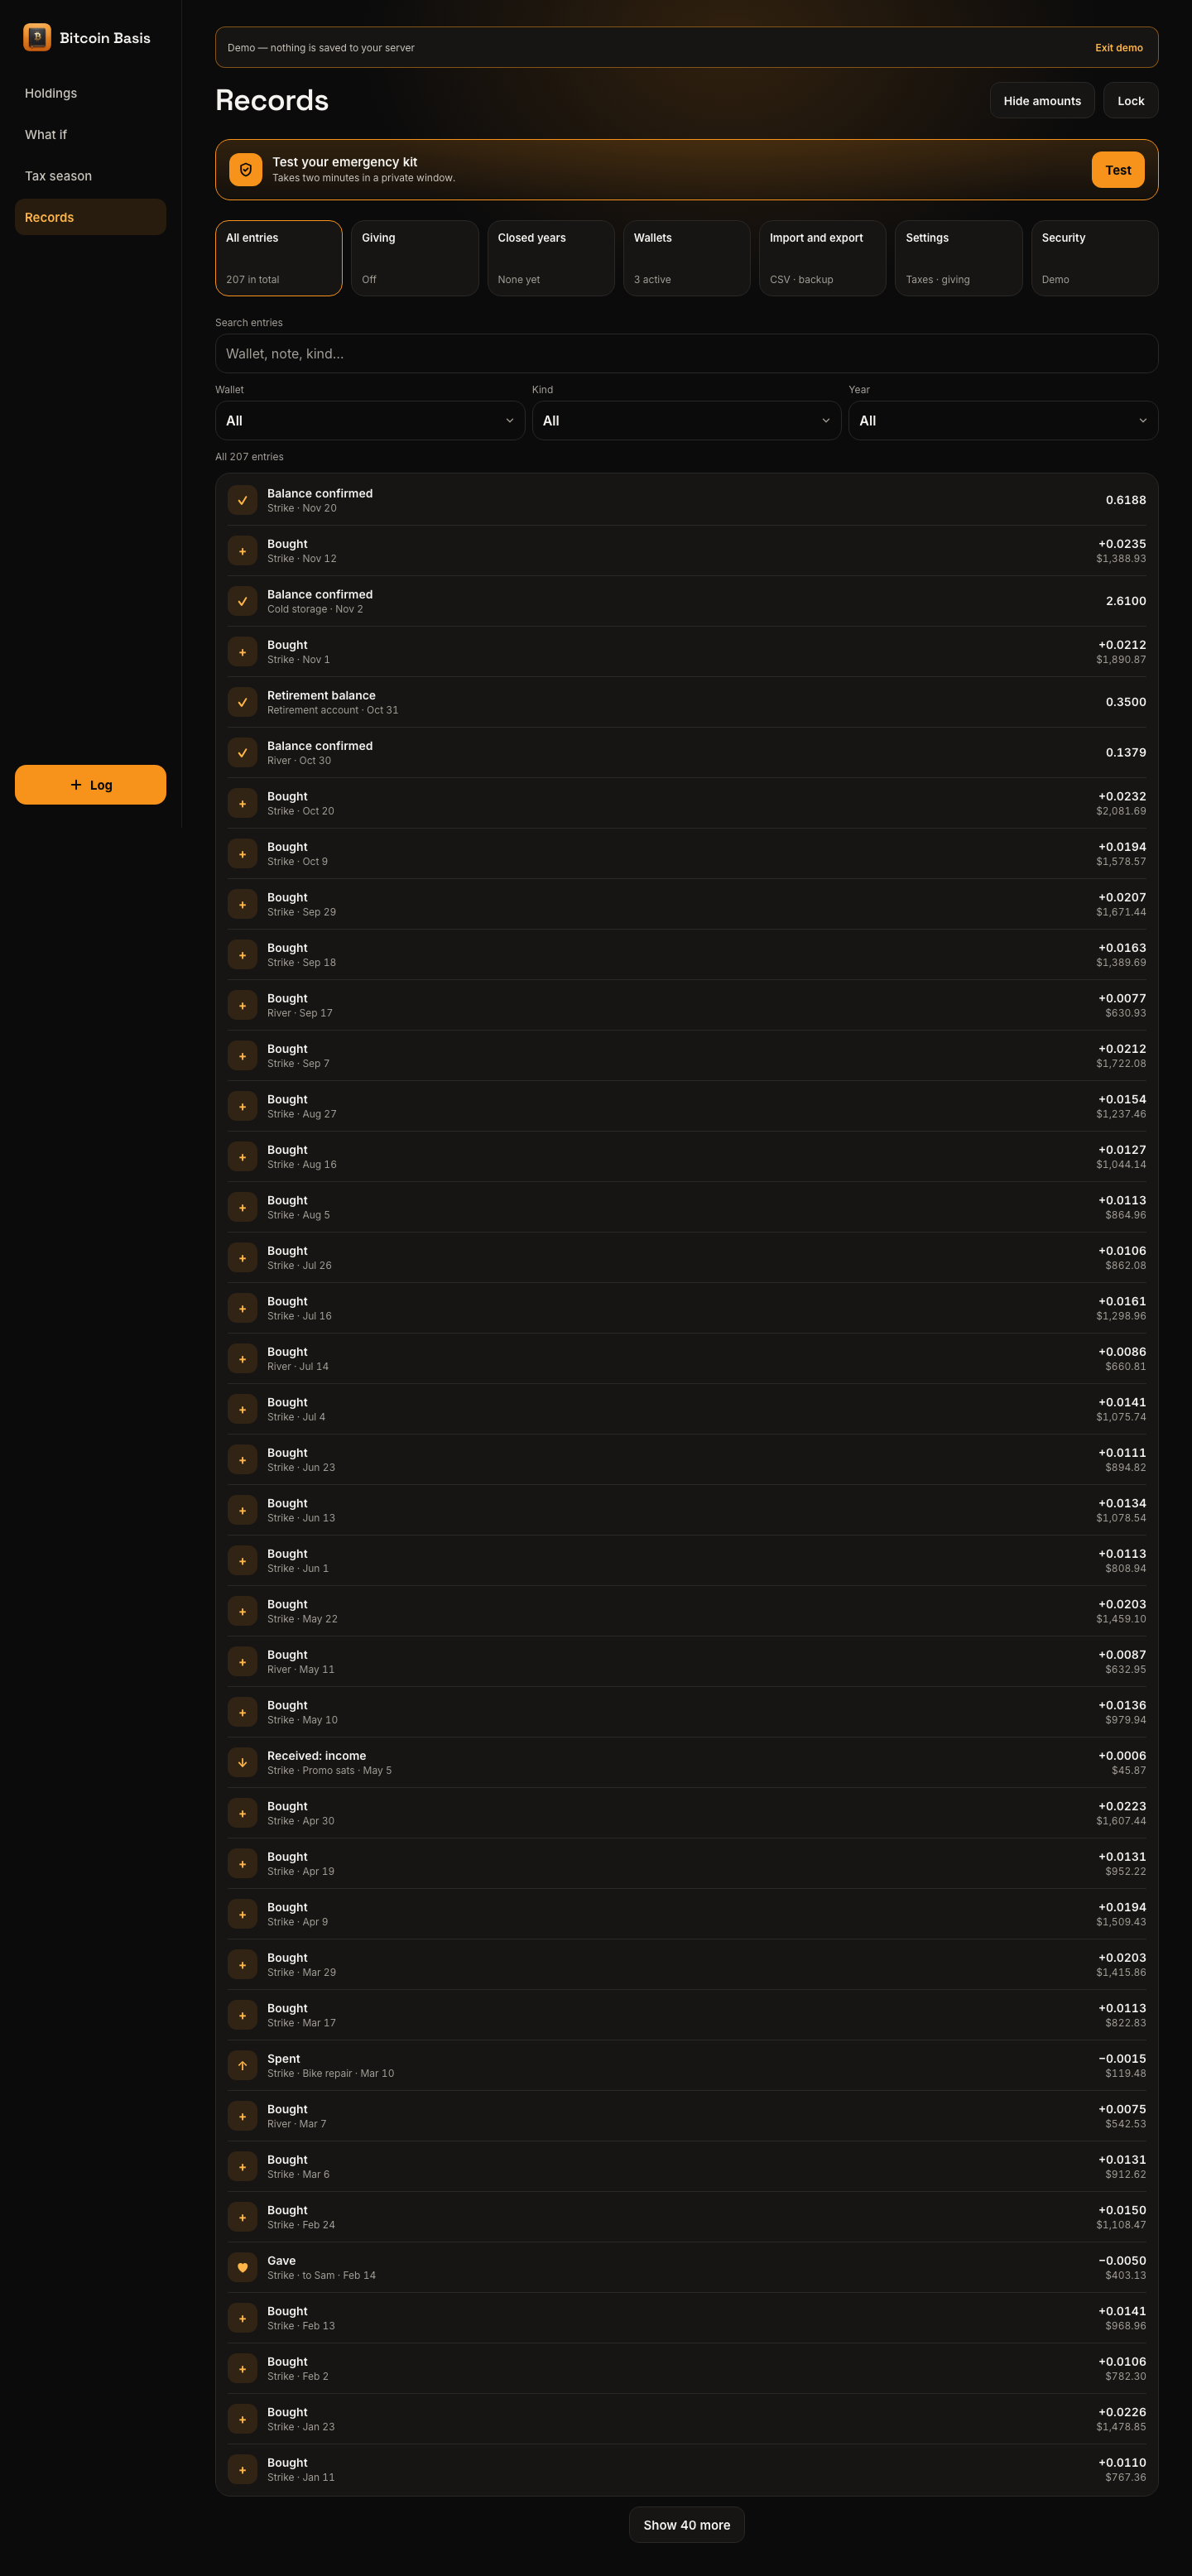 Bitcoin Basis
Holdings
What if
Tax season
Records
+ Log
Demo — nothing is saved to your server
Exit demo
Records
Hide amounts
Lock
Test your emergency kit
Takes two minutes in a private window.
Test
All entries
207 in total
Giving
Off
Closed years
None yet
Wallets
3 active
Import and export
CSV · backup
Settings
Taxes · giving
Security
Demo
Search entries
Wallet, note, kind...
Wallet
All
Kind
All
Year
All
All 207 entries
Balance confirmed
Strike · Nov 20
0.6188
Bought
Strike · Nov 12
+0.0235
$1,388.93
Balance confirmed
Cold storage · Nov 2
2.6100
Bought
Strike · Nov 1
+0.0212
$1,890.87
Retirement balance
Retirement account · Oct 31
0.3500
Balance confirmed
River · Oct 30
0.1379
Bought
Strike · Oct 20
+0.0232
$2,081.69
Bought
Strike · Oct 9
+0.0194
$1,578.57
Bought
Strike · Sep 29
+0.0207
$1,671.44
Bought
Strike · Sep 18
+0.0163
$1,389.69
Bought
River · Sep 17
+0.0077
$630.93
Bought
Strike · Sep 7
+0.0212
$1,722.08
Bought
Strike · Aug 27
+0.0154
$1,237.46
Bought
Strike · Aug 16
+0.0127
$1,044.14
Bought
Strike · Aug 5
+0.0113
$864.96
Bought
Strike · Jul 26
+0.0106
$862.08
Bought
Strike · Jul 16
+0.0161
$1,298.96
Bought
River · Jul 14
+0.0086
$660.81
Bought
Strike · Jul 4
+0.0141
$1,075.74
Bought
Strike · Jun 23
+0.0111
$894.82
Bought
Strike · Jun 13
+0.0134
$1,078.54
Bought
Strike · Jun 1
+0.0113
$808.94
Bought
Strike · May 22
+0.0203
$1,459.10
Bought
River · May 11
+0.0087
$632.95
Bought
Strike · May 10
+0.0136
$979.94
Received: income
Strike · Promo sats · May 5
+0.0006
$45.87
Bought
Strike · Apr 30
+0.0223
$1,607.44
Bought
Strike · Apr 19
+0.0131
$952.22
Bought
Strike · Apr 9
+0.0194
$1,509.43
Bought
Strike · Mar 29
+0.0203
$1,415.86
Bought
Strike · Mar 17
+0.0113
$822.83
Spent
Strike · Bike repair · Mar 10
−0.0015
$119.48
Bought
River · Mar 7
+0.0075
$542.53
Bought
Strike · Mar 6
+0.0131
$912.62
Bought
Strike · Feb 24
+0.0150
$1,108.47
Gave
Strike · to Sam · Feb 14
−0.0050
$403.13
Bought
Strike · Feb 13
+0.0141
$968.96
Bought
Strike · Feb 2
+0.0106
$782.30
Bought
Strike · Jan 23
+0.0226
$1,478.85
Bought
Strike · Jan 11
+0.0110
$767.36
Show 40 more